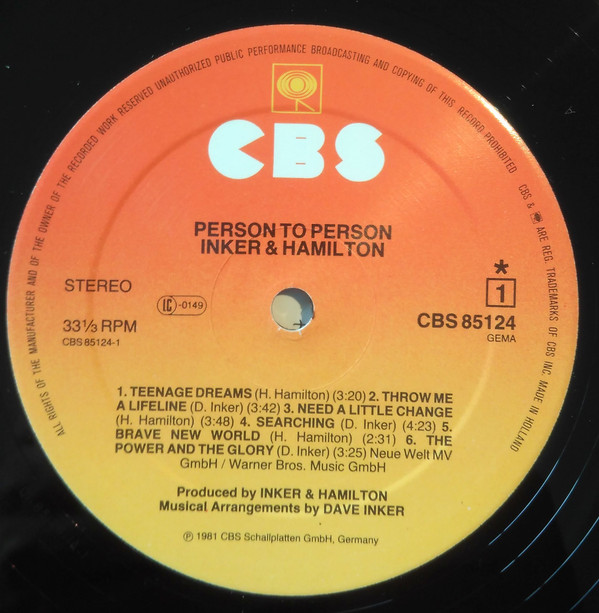 ALL RIGHTS OF THE MANUFACTURER AND OF THE OWNER OF THE RECORDED WORK RESERVED UNAUTHORIZED PUBLIC PERFORMANCE BROADCASTING AND COPYING OF THIS RECORD PROHIBITED
CBS & ARE REG. TRADEMARKS OF CBS INC. MADE IN HOLLAND
CBS
PERSON TO PERSON
INKER & HAMILTON
STEREO
LC-0149
*
1
33⅓ RPM
CBS 85124
CBS 85124-1
GEMA
1. TEENAGE DREAMS (H. Hamilton) (3:20) 2. THROW ME
A LIFELINE (D. Inker) (3:42) 3. NEED A LITTLE CHANGE
(H. Hamilton) (3:48) 4. SEARCHING (D. Inker) (4:23) 5.
BRAVE NEW WORLD (H. Hamilton) (2:31) 6. THE
POWER AND THE GLORY (D. Inker) (3:25) Neue Welt MV
GmbH / Warner Bros. Music GmbH
Produced by INKER & HAMILTON
Musical Arrangements by DAVE INKER
℗ 1981 CBS Schallplatten GmbH, Germany